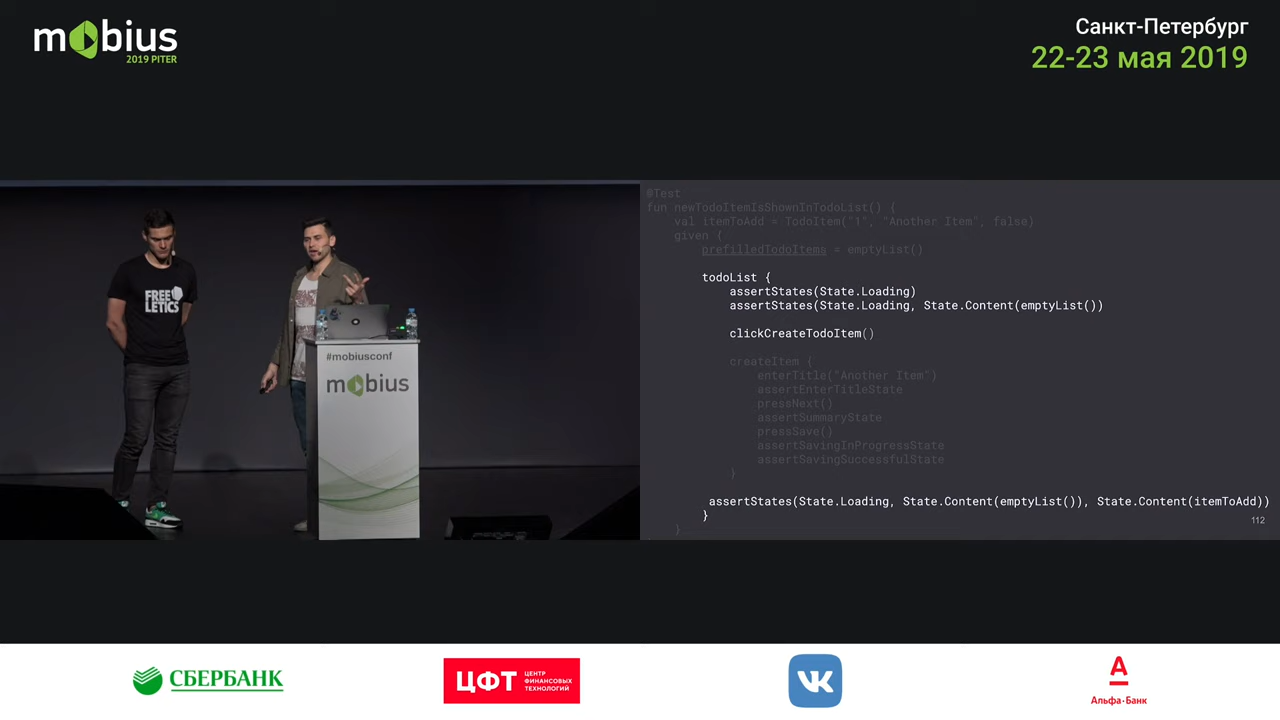 mobius
2019 PITER
Санкт-Петербург
22-23 мая 2019
FREE
LETICS
#mobiusconf
mobius
@Test
fun newTodoItemIsShownInTodoList() {
val itemToAdd = TodoItem("1", "Another Item", false)
given {
prefilledTodoItems = emptyList()
todoList {
assertStates(State.Loading)
assertStates(State.Loading, State.Content(emptyList())
clickCreateTodoItem()
createItem {
enterTitle("Another Item")
assertEnterTitleState
pressNext()
assertSummaryState
pressSave()
assertSavingInProgressState
assertSavingSuccessfulState
}
assertStates(State.Loading, State.Content(emptyList()), State.Content(itemToAdd))
}
112
}
СБЕРБАНК
ЦФТ
ЦЕНТР
ФИНАНСОВЫХ
ТЕХНОЛОГИЙ
VK
А
Альфа·Банк